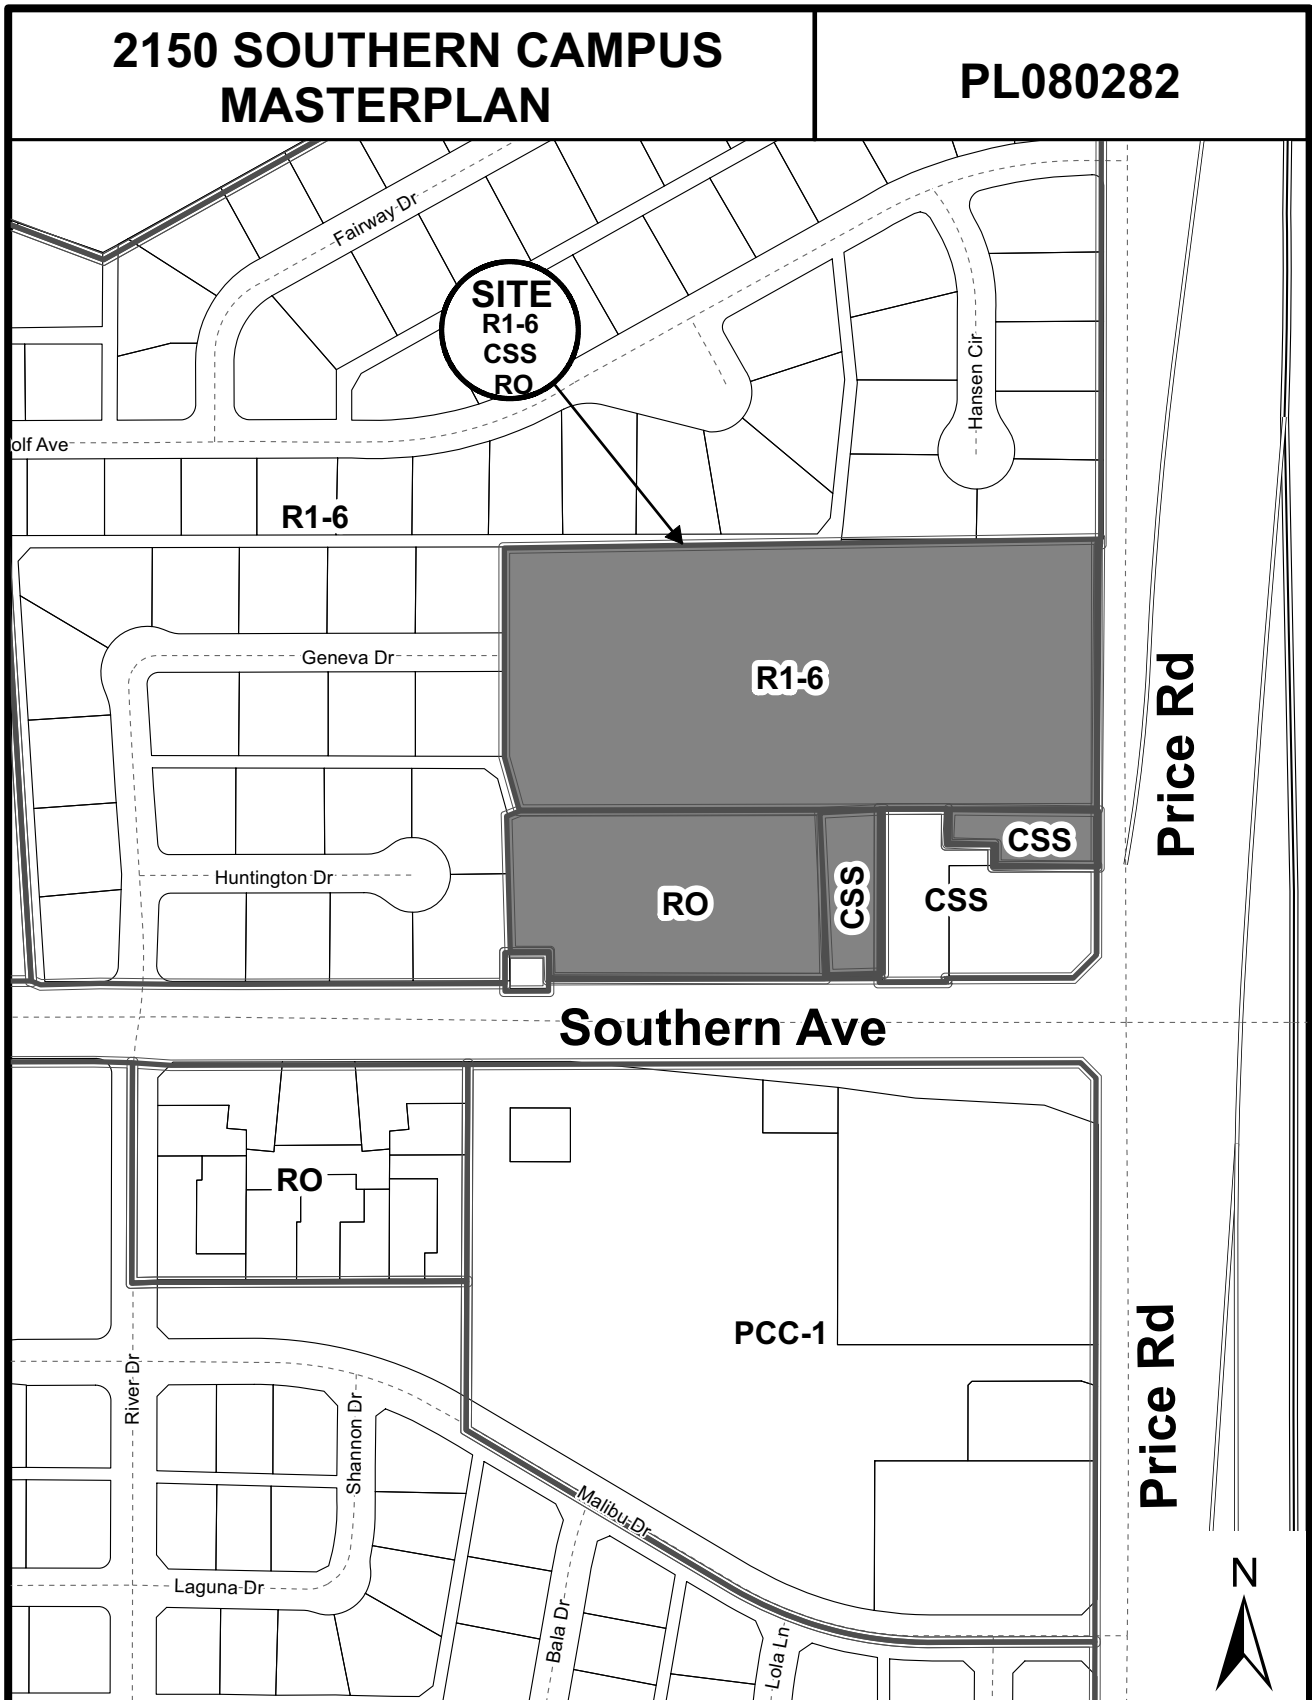 2150 SOUTHERN CAMPUS
MASTERPLAN
PL080282
Fairway Dr
SITE
R1-6
CSS
RO
Hansen Cir
olf Ave
R1-6
Geneva Dr
R1-6
Price Rd
CSS
Huntington Dr
RO
CSS
CSS
Southern Ave
RO
PCC-1
Price Rd
River Dr
Shannon Dr
Malibu Dr
Laguna Dr
Bala Dr
Lola Ln
N